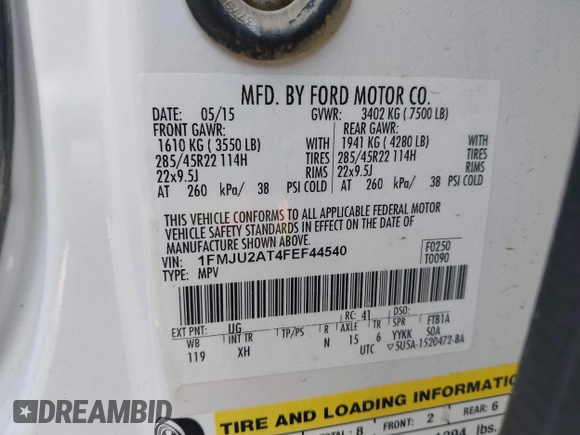 MFD. BY FORD MOTOR CO.
DATE: 05/15 GVWR: 3402 KG ( 7500 LB)
FRONT GAWR: REAR GAWR:
1610 KG ( 3550 LB) WITH 1941 KG ( 4280 LB) WITH
285/45R22 114H TIRES 285/45R22 114H TIRES
22x9.5J RIMS 22x9.5J RIMS
AT 260 kPa/ 38 PSI COLD AT 260 kPa/ 38 PSI COLD
THIS VEHICLE CONFORMS TO ALL APPLICABLE FEDERAL MOTOR
VEHICLE SAFETY STANDARDS IN EFFECT ON THE DATE OF
MANUFACTURE SHOWN ABOVE.
VIN: 1FMJU2AT4FEF44540 F0250
TYPE: MPV T0090
RC: 41 DSO:
EXT PNT: UG TP/PS R AXLE TR SPR FTB1A
WB INT TR N 15 6 YYKK SOA
119 XH UTC 5U5A-1520472-BA
TIRE AND LOADING INFORMATION
TOTAL: 8 FRONT: 2 REAR: 6
lbs.
DREAMBID